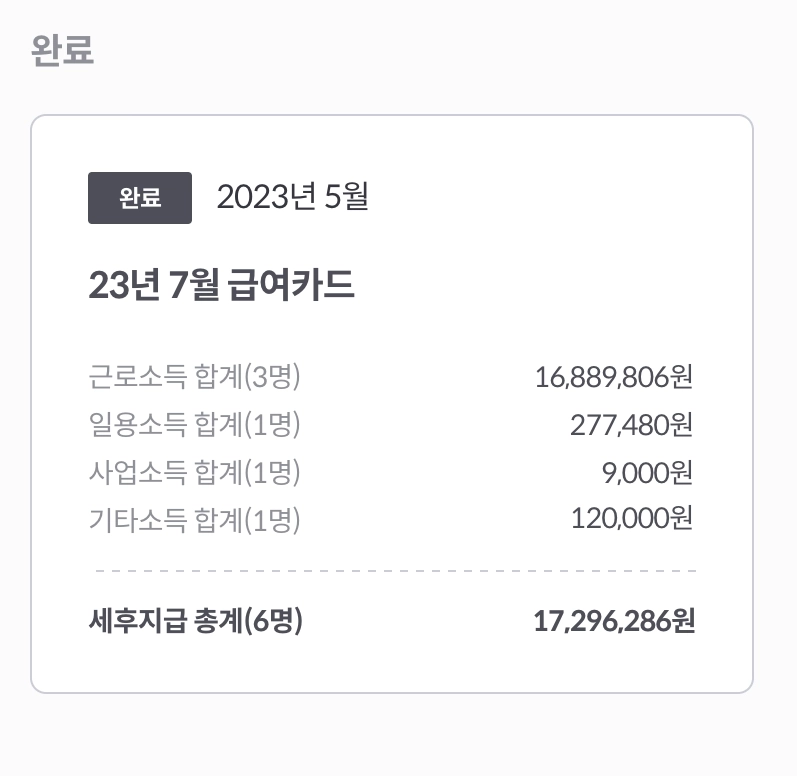 완료
완료 2023년 5월
23년 7월 급여카드
근로소득 합계(3명) 16,889,806원
일용소득 합계(1명) 277,480원
사업소득 합계(1명) 9,000원
기타소득 합계(1명) 120,000원
세후지급 총계(6명) 17,296,286원